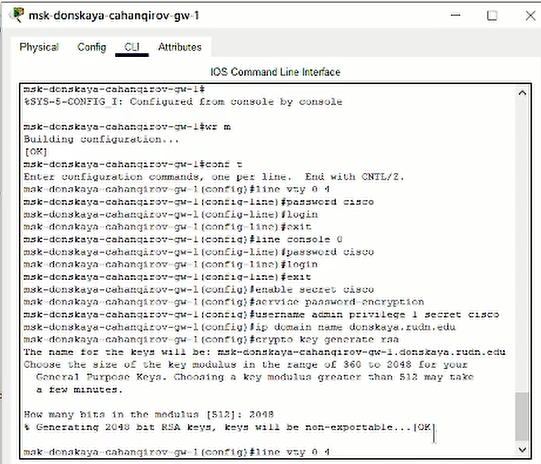 msk-donskaya-cahanqirov-gw-1
Physical Config CLI Attributes
IOS Command Line Interface
msk-donskaya-cahanqirov-gw-1#
%SYS-5-CONFIG_I: Configured from console by console
msk-donskaya-cahanqirov-gw-1#wr m
Building configuration...
[OK]
msk-donskaya-cahanqirov-gw-1#conf t
Enter configuration commands, one per line. End with CNTL/Z.
msk-donskaya-cahanqirov-gw-1(config)#line vty 0 4
msk-donskaya-cahanqirov-gw-1(config-line)#password cisco
msk-donskaya-cahanqirov-gw-1(config-line)#login
msk-donskaya-cahanqirov-gw-1(config-line)#exit
msk-donskaya-cahanqirov-gw-1(config)#line console 0
msk-donskaya-cahanqirov-gw-1(config-line)#password cisco
msk-donskaya-cahanqirov-gw-1(config-line)#login
msk-donskaya-cahanqirov-gw-1(config-line)#exit
msk-donskaya-cahanqirov-gw-1(config)#enable secret cisco
msk-donskaya-cahanqirov-gw-1(config)#service password-encryption
msk-donskaya-cahanqirov-gw-1(config)#username admin privilege 1 secret cisco
msk-donskaya-cahanqirov-gw-1(config)#ip domain name donskaya.rudn.edu
msk-donskaya-cahanqirov-gw-1(config)#crypto key generate rsa
The name for the keys will be: msk-donskaya-cahanqirov-gw-1.donskaya.rudn.edu
Choose the size of the key modulus in the range of 360 to 2048 for your
General Purpose Keys. Choosing a key modulus greater than 512 may take
a few minutes.
How many bits in the modulus [512]: 2048
% Generating 2048 bit RSA keys, keys will be non-exportable...[OK]
msk-donskaya-cahanqirov-gw-1(config)#line vty 0 4